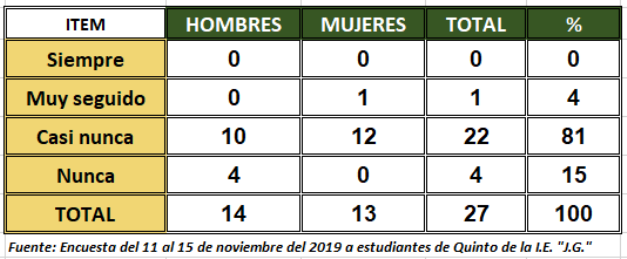 ITEM HOMBRES MUJERES TOTAL %
Siempre 0 0 0 0
Muy seguido 0 1 1 4
Casi nunca 10 12 22 81
Nunca 4 0 4 15
TOTAL 14 13 27 100
Fuente: Encuesta del 11 al 15 de noviembre del 2019 a estudiantes de Quinto de la I.E. "J.G."